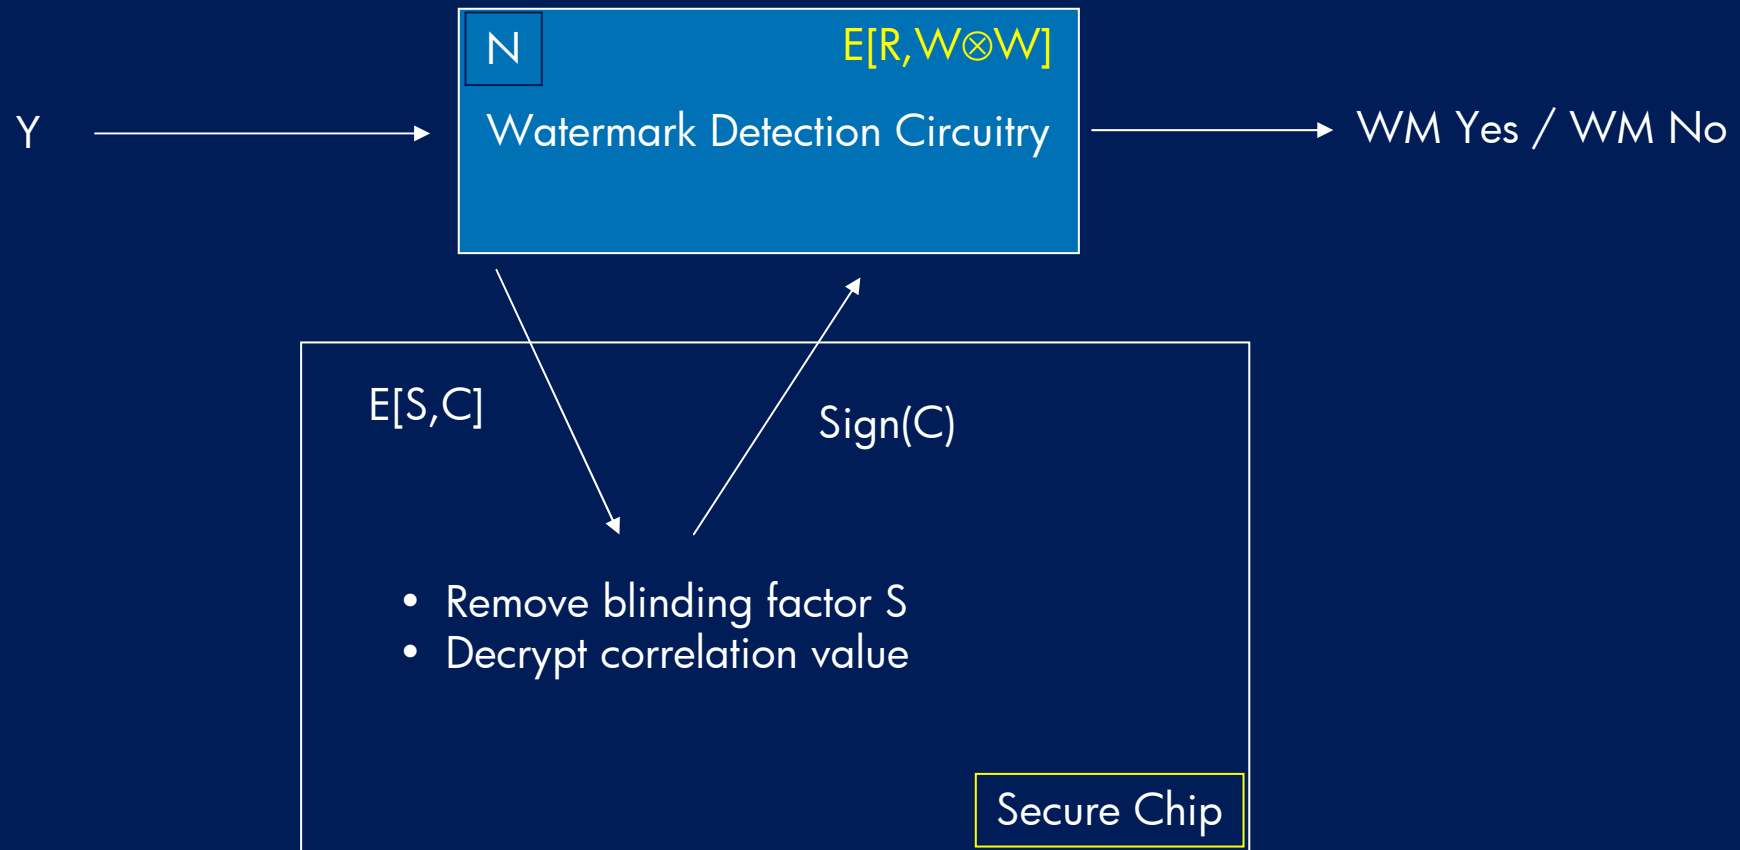 N
E[R,W⊗W]
Y
Watermark Detection Circuitry
WM Yes / WM No
E[S,C]
Sign(C)
• Remove blinding factor S
• Decrypt correlation value
Secure Chip